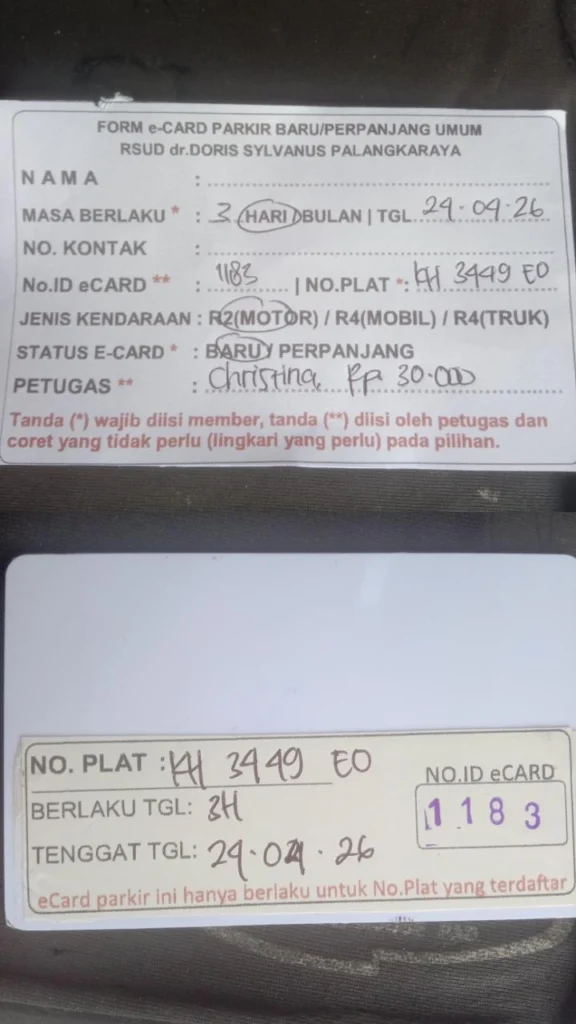 FORM e-CARD PARKIR BARU/PERPANJANG UMUM
RSUD dr.DORIS SYLVANUS PALANGKARAYA
NAMA :
MASA BERLAKU * : 3 (HARI)BULAN | TGL. 29.04.26
NO. KONTAK :
No.ID eCARD ** : 1183 | NO.PLAT *: KH 3449 EO
JENIS KENDARAAN : R2(MOTOR) / R4(MOBIL) / R4(TRUK)
STATUS E-CARD * : BARU/ PERPANJANG
PETUGAS ** : Christina, Rp 30.000
Tanda (*) wajib diisi member, tanda (**) diisi oleh petugas dan
coret yang tidak perlu (lingkari yang perlu) pada pilihan.
NO. PLAT : KH 3449 EO
NO.ID eCARD
BERLAKU TGL: 3H
1183
TENGGAT TGL: 29.04.26
eCard parkir ini hanya berlaku untuk No.Plat yang terdaftar